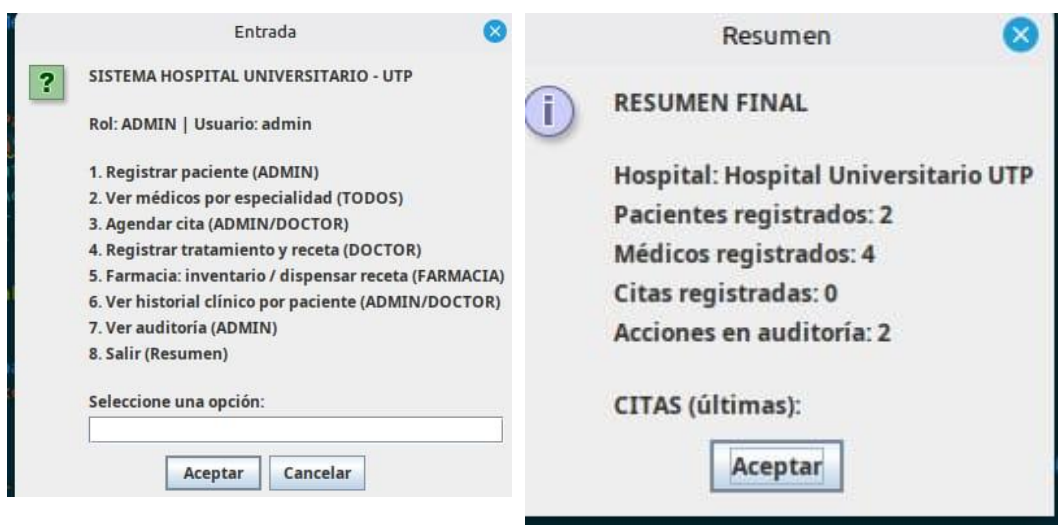 Entrada
SISTEMA HOSPITAL UNIVERSITARIO - UTP
Rol: ADMIN | Usuario: admin
1. Registrar paciente (ADMIN)
2. Ver médicos por especialidad (TODOS)
3. Agendar cita (ADMIN/DOCTOR)
4. Registrar tratamiento y receta (DOCTOR)
5. Farmacia: inventario / dispensar receta (FARMACIA)
6. Ver historial clínico por paciente (ADMIN/DOCTOR)
7. Ver auditoría (ADMIN)
8. Salir (Resumen)
Seleccione una opción:
Aceptar Cancelar
Resumen
RESUMEN FINAL
Hospital: Hospital Universitario UTP
Pacientes registrados: 2
Médicos registrados: 4
Citas registradas: 0
Acciones en auditoría: 2
CITAS (últimas):
Aceptar